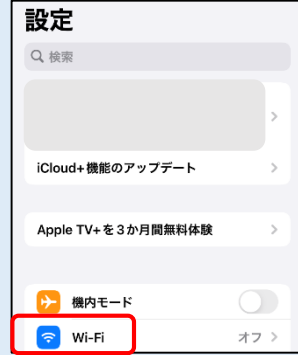 設定
検索
iCloud+機能のアップデート
Apple TV+を3か月間無料体験
機内モード
Wi-Fi オフ